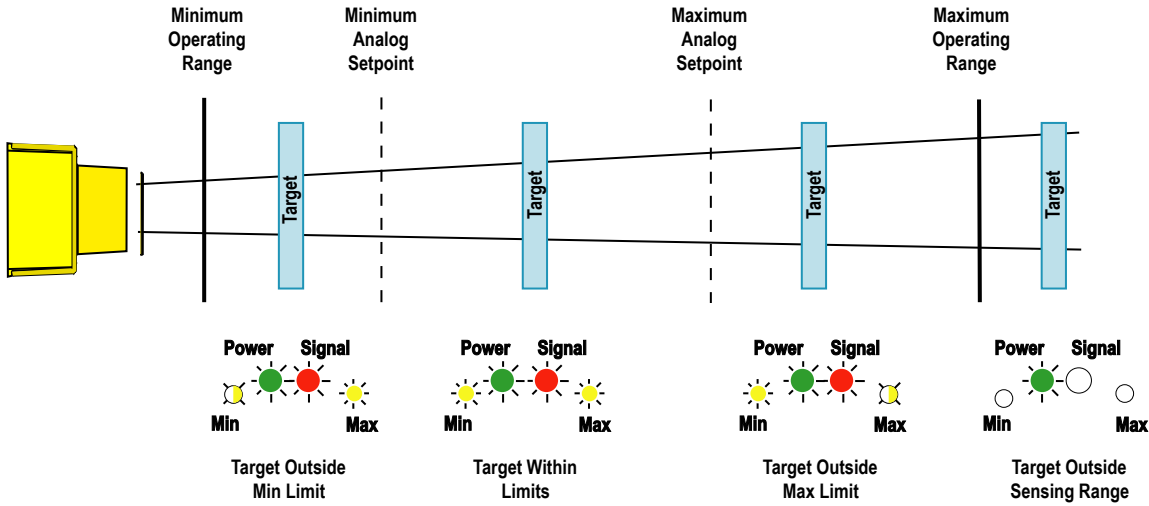 Minimum
Operating
Range
Minimum
Analog
Setpoint
Maximum
Analog
Setpoint
Maximum
Operating
Range
Target
Target
Target
Target
Power Signal
Min Max
Target Outside
Min Limit
Power Signal
Min Max
Target Within
Limits
Power Signal
Min Max
Target Outside
Max Limit
Power Signal
Min Max
Target Outside
Sensing Range